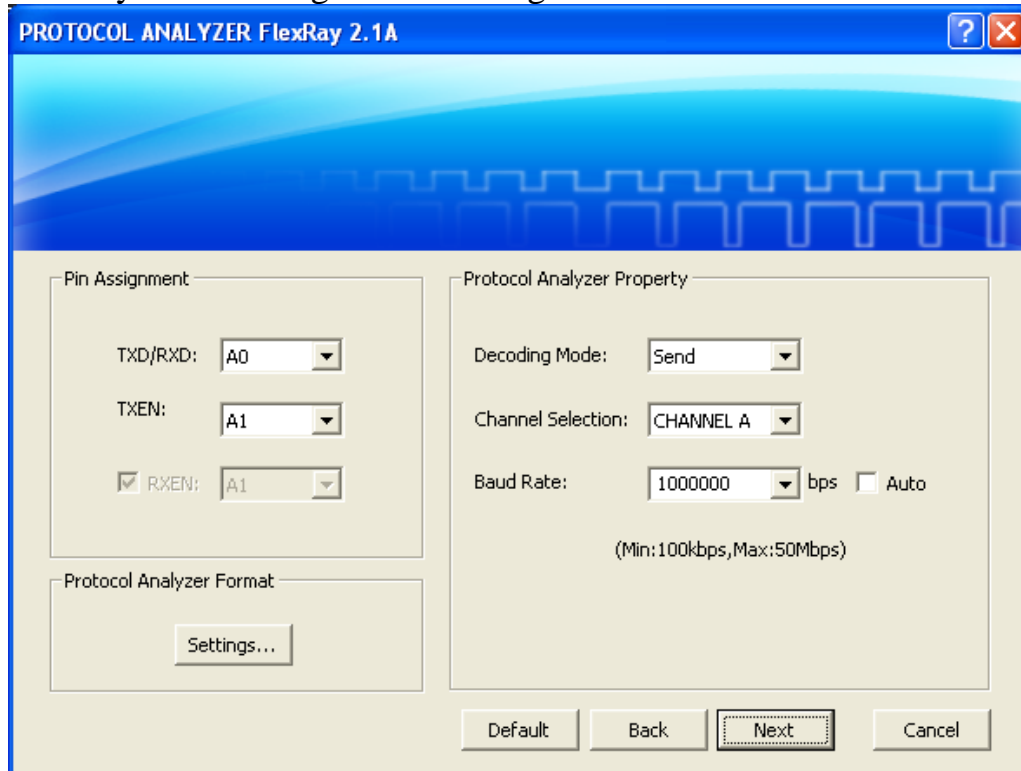 PROTOCOL ANALYZER FlexRay 2.1A
Pin Assignment
TXD/RXD: A0
TXEN: A1
RXEN: A1
Protocol Analyzer Format
Settings...
Protocol Analyzer Property
Decoding Mode: Send
Channel Selection: CHANNEL A
Baud Rate: 1000000 bps Auto
(Min:100kbps,Max:50Mbps)
Default Back Next Cancel